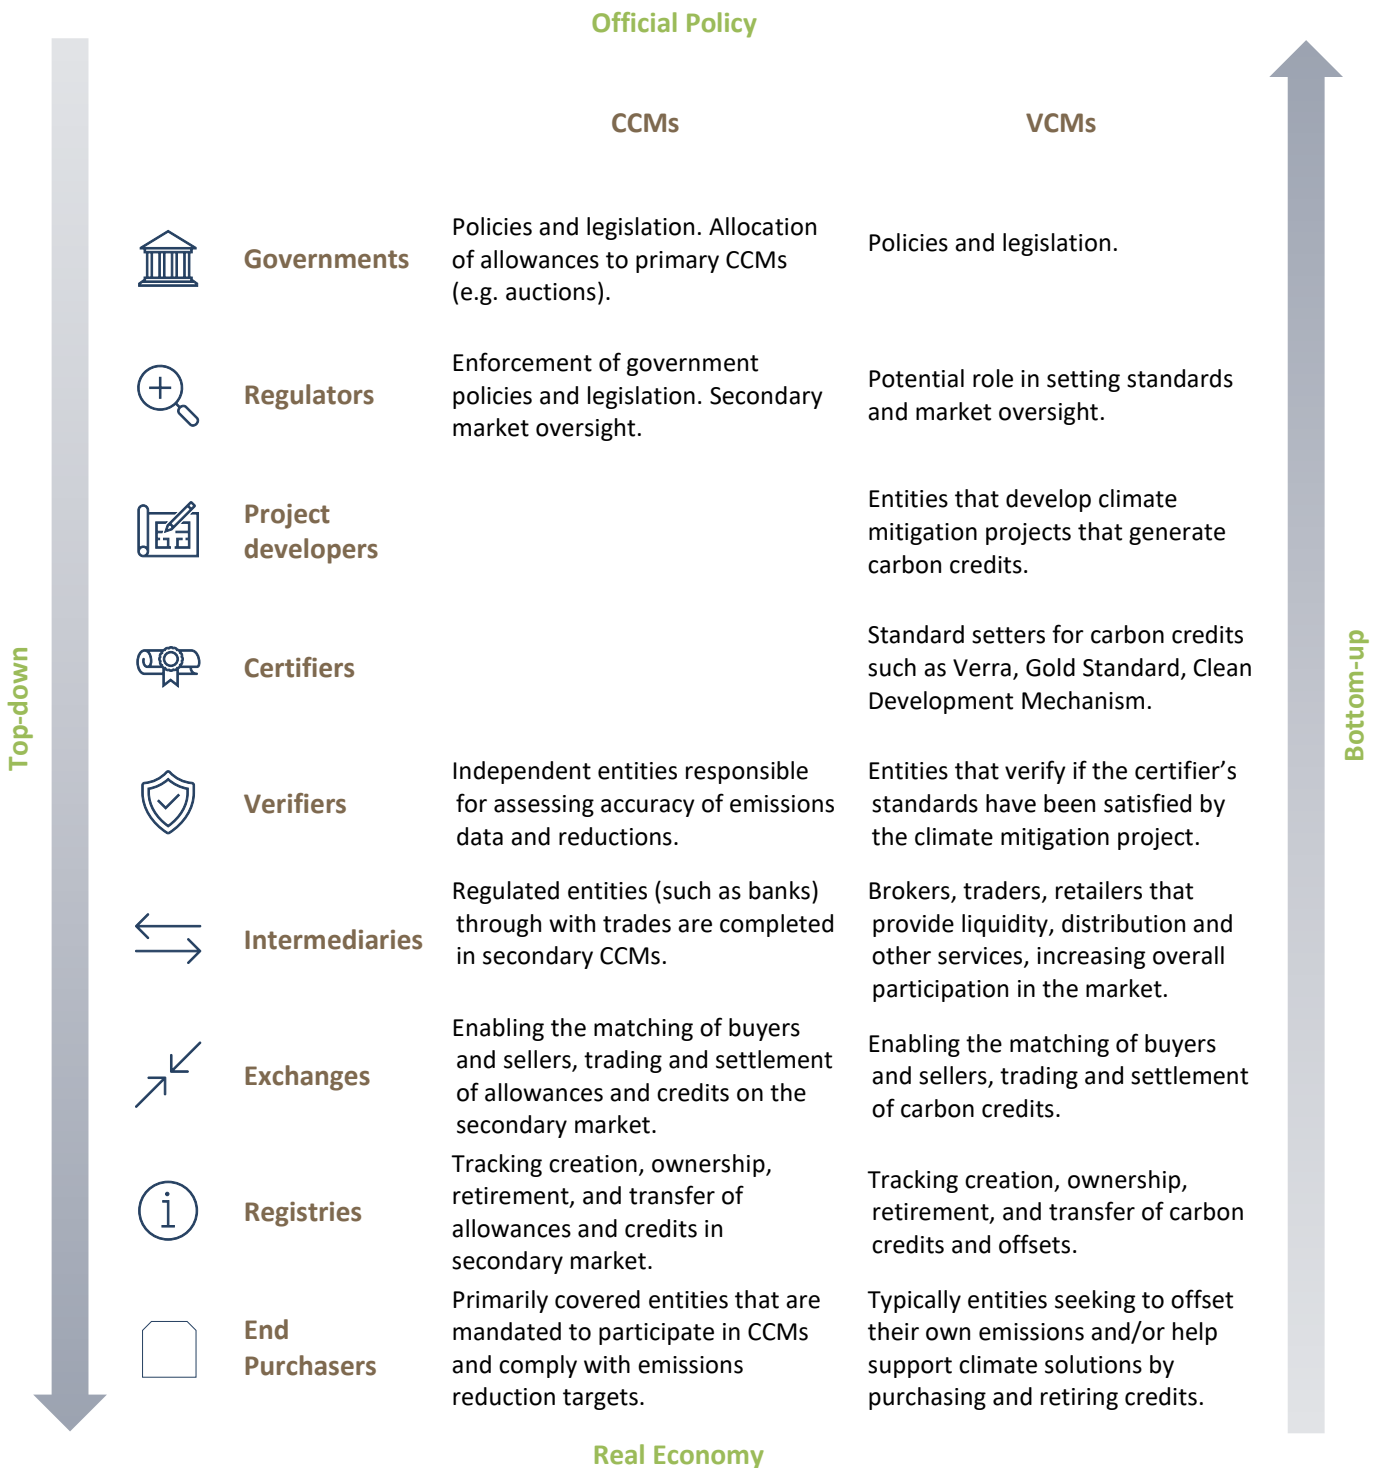 Official Policy
CCMs
VCMs
Governments
Policies and legislation. Allocation
of allowances to primary CCMs
(e.g. auctions).
Policies and legislation.
Regulators
Enforcement of government
policies and legislation. Secondary
market oversight.
Potential role in setting standards
and market oversight.
Project
developers
Entities that develop climate
mitigation projects that generate
carbon credits.
Certifiers
Standard setters for carbon credits
such as Verra, Gold Standard, Clean
Development Mechanism.
Top-down
Bottom-up
Verifiers
Independent entities responsible
for assessing accuracy of emissions
data and reductions.
Entities that verify if the certifier’s
standards have been satisfied by
the climate mitigation project.
Intermediaries
Regulated entities (such as banks)
through with trades are completed
in secondary CCMs.
Brokers, traders, retailers that
provide liquidity, distribution and
other services, increasing overall
participation in the market.
Exchanges
Enabling the matching of buyers
and sellers, trading and settlement
of allowances and credits on the
secondary market.
Enabling the matching of buyers
and sellers, trading and settlement
of carbon credits.
Registries
Tracking creation, ownership,
retirement, and transfer of
allowances and credits in
secondary market.
Tracking creation, ownership,
retirement, and transfer of carbon
credits and offsets.
End
Purchasers
Primarily covered entities that are
mandated to participate in CCMs
and comply with emissions
reduction targets.
Typically entities seeking to offset
their own emissions and/or help
support climate solutions by
purchasing and retiring credits.
Real Economy